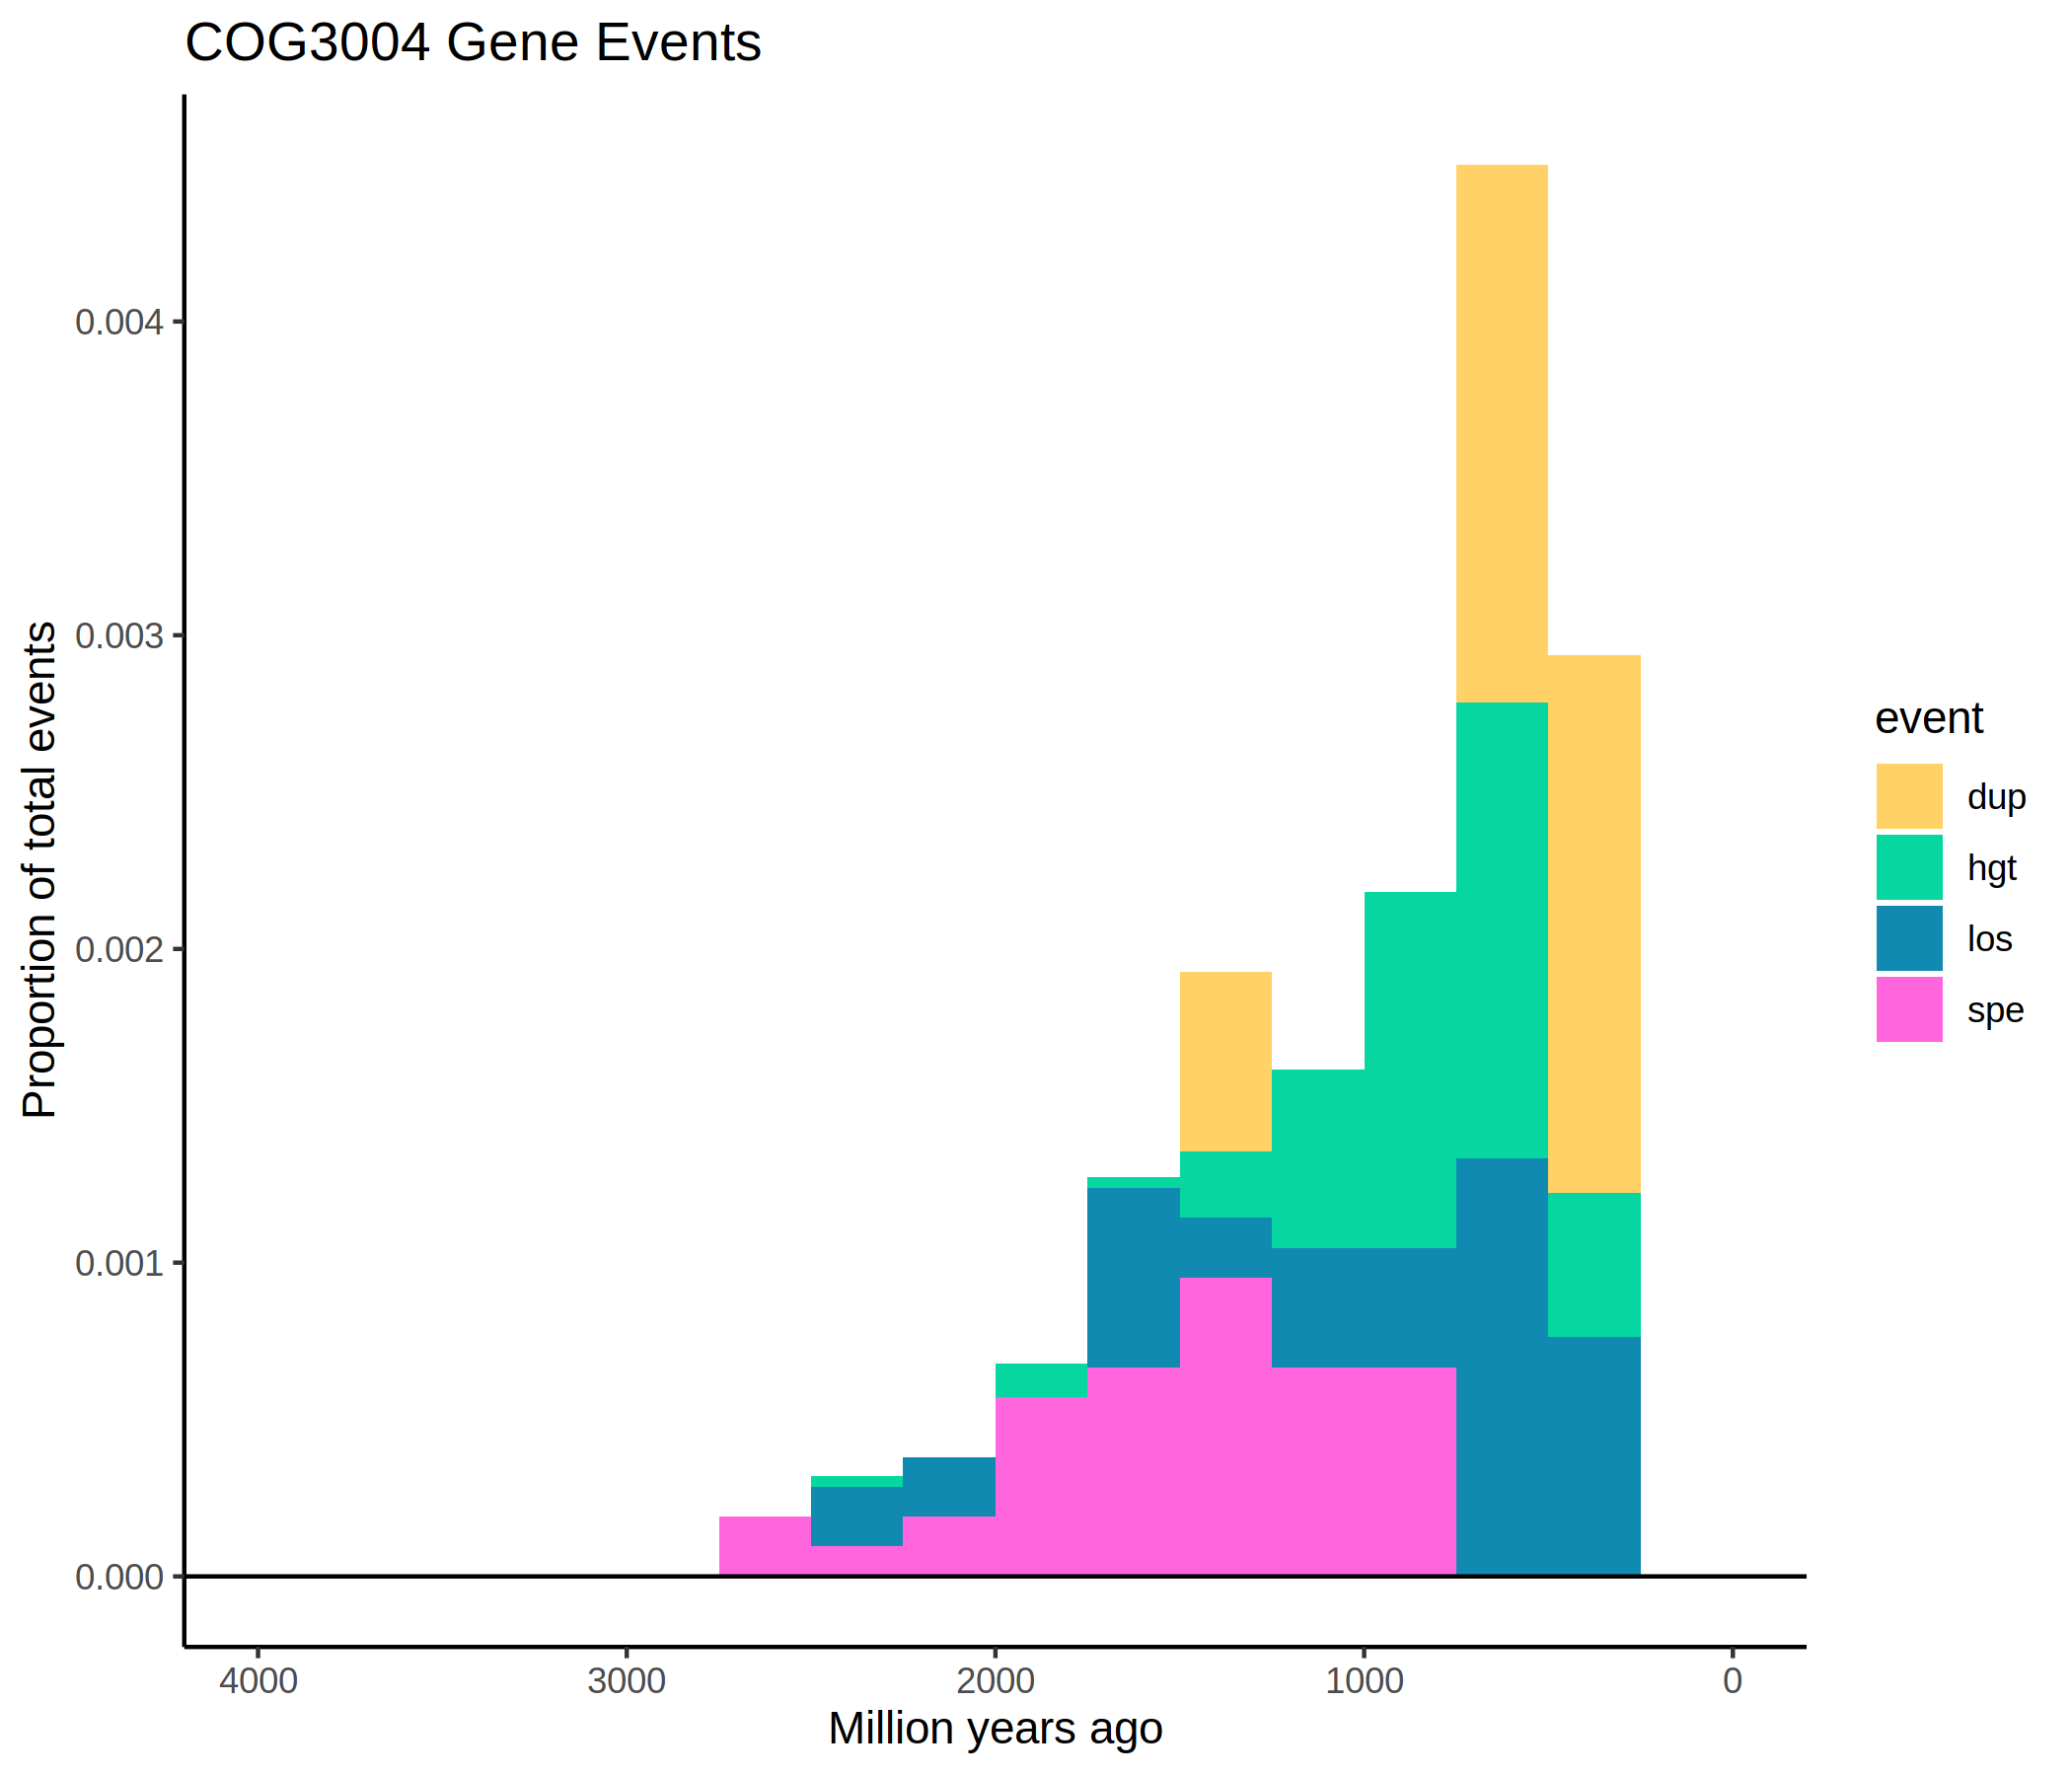 COG3004 Gene Events
Proportion of total events
0.004
0.003
0.002
0.001
0.000
4000 3000 2000 1000 0
Million years ago
event
dup
hgt
los
spe